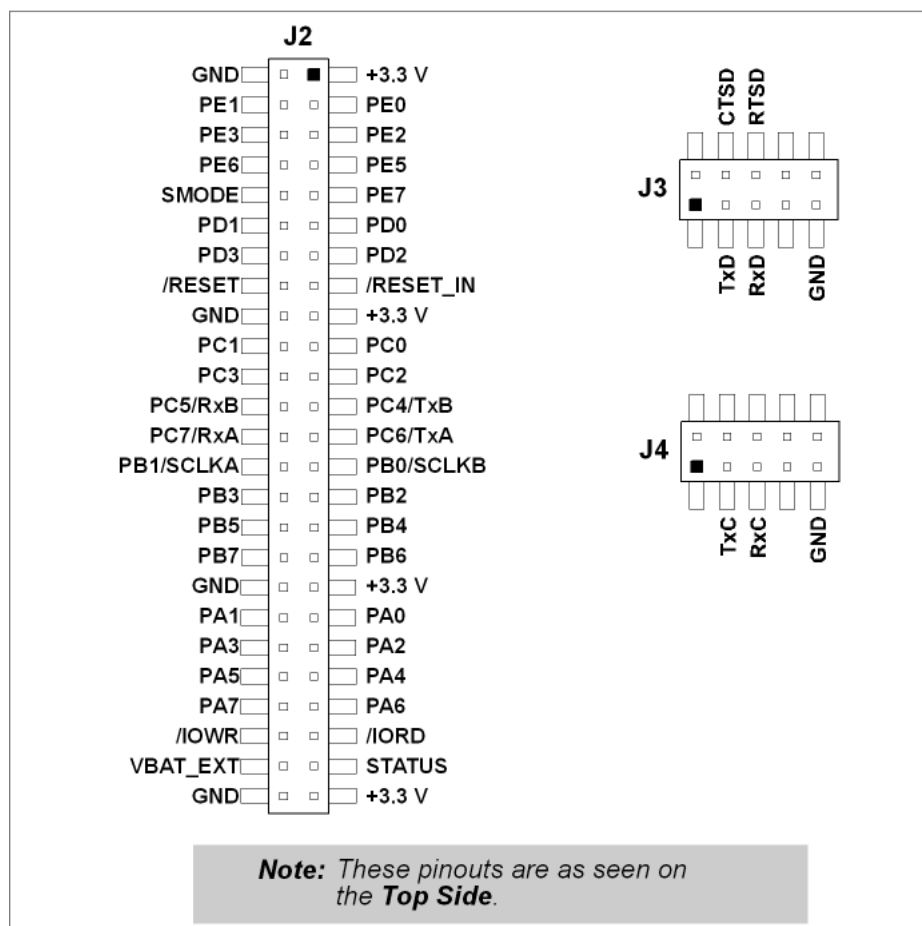 J2
GND +3.3 V
PE1 PE0
PE3 PE2
PE6 PE5
SMODE PE7
PD1 PD0
PD3 PD2
/RESET /RESET_IN
GND +3.3 V
PC1 PC0
PC3 PC2
PC5/RxB PC4/TxB
PC7/RxA PC6/TxA
PB1/SCLKA PB0/SCLKB
PB3 PB2
PB5 PB4
PB7 PB6
GND +3.3 V
PA1 PA0
PA3 PA2
PA5 PA4
PA7 PA6
/IOWR /IORD
VBAT_EXT STATUS
GND +3.3 V
CTSD RTSD
J3
TxD RxD GND
J4
TxC RxC GND
Note: These pinouts are as seen on
the Top Side.